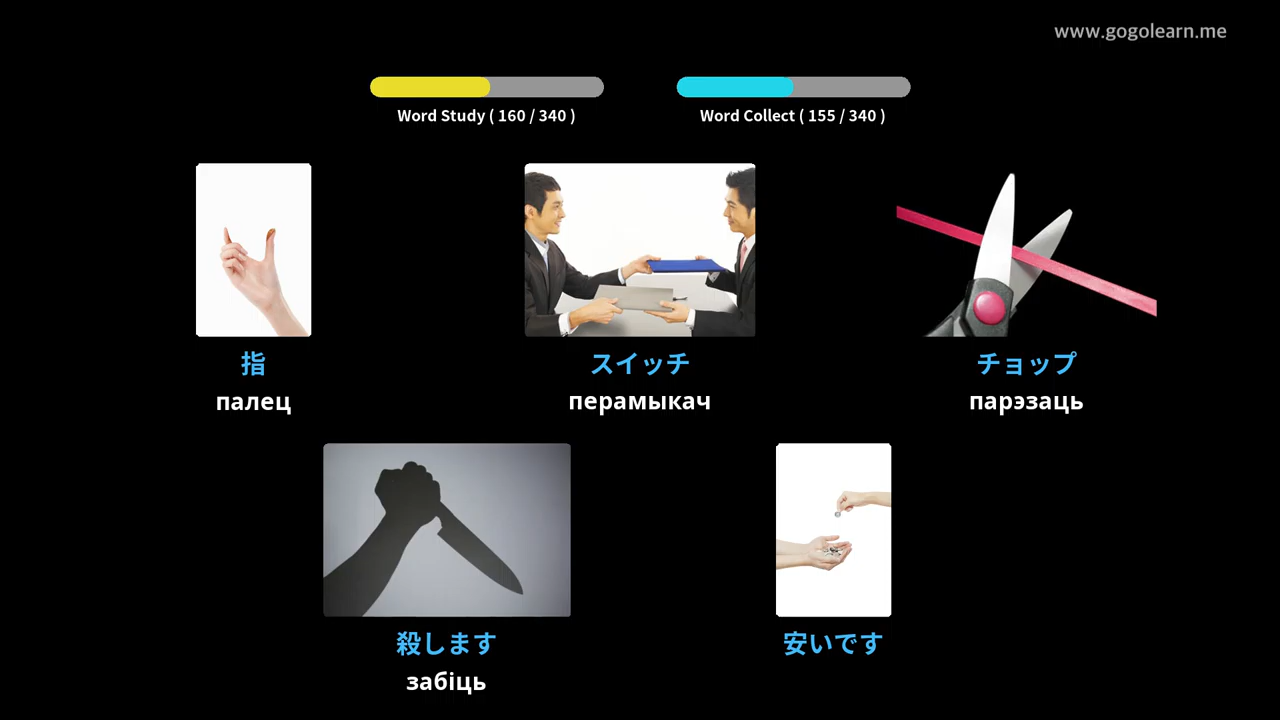 www.gogolearn.me
Word Study ( 160 / 340 )
Word Collect ( 155 / 340 )
指
палец
スイッチ
перамыкач
チョップ
парэзаць
殺します
забіць
安いです